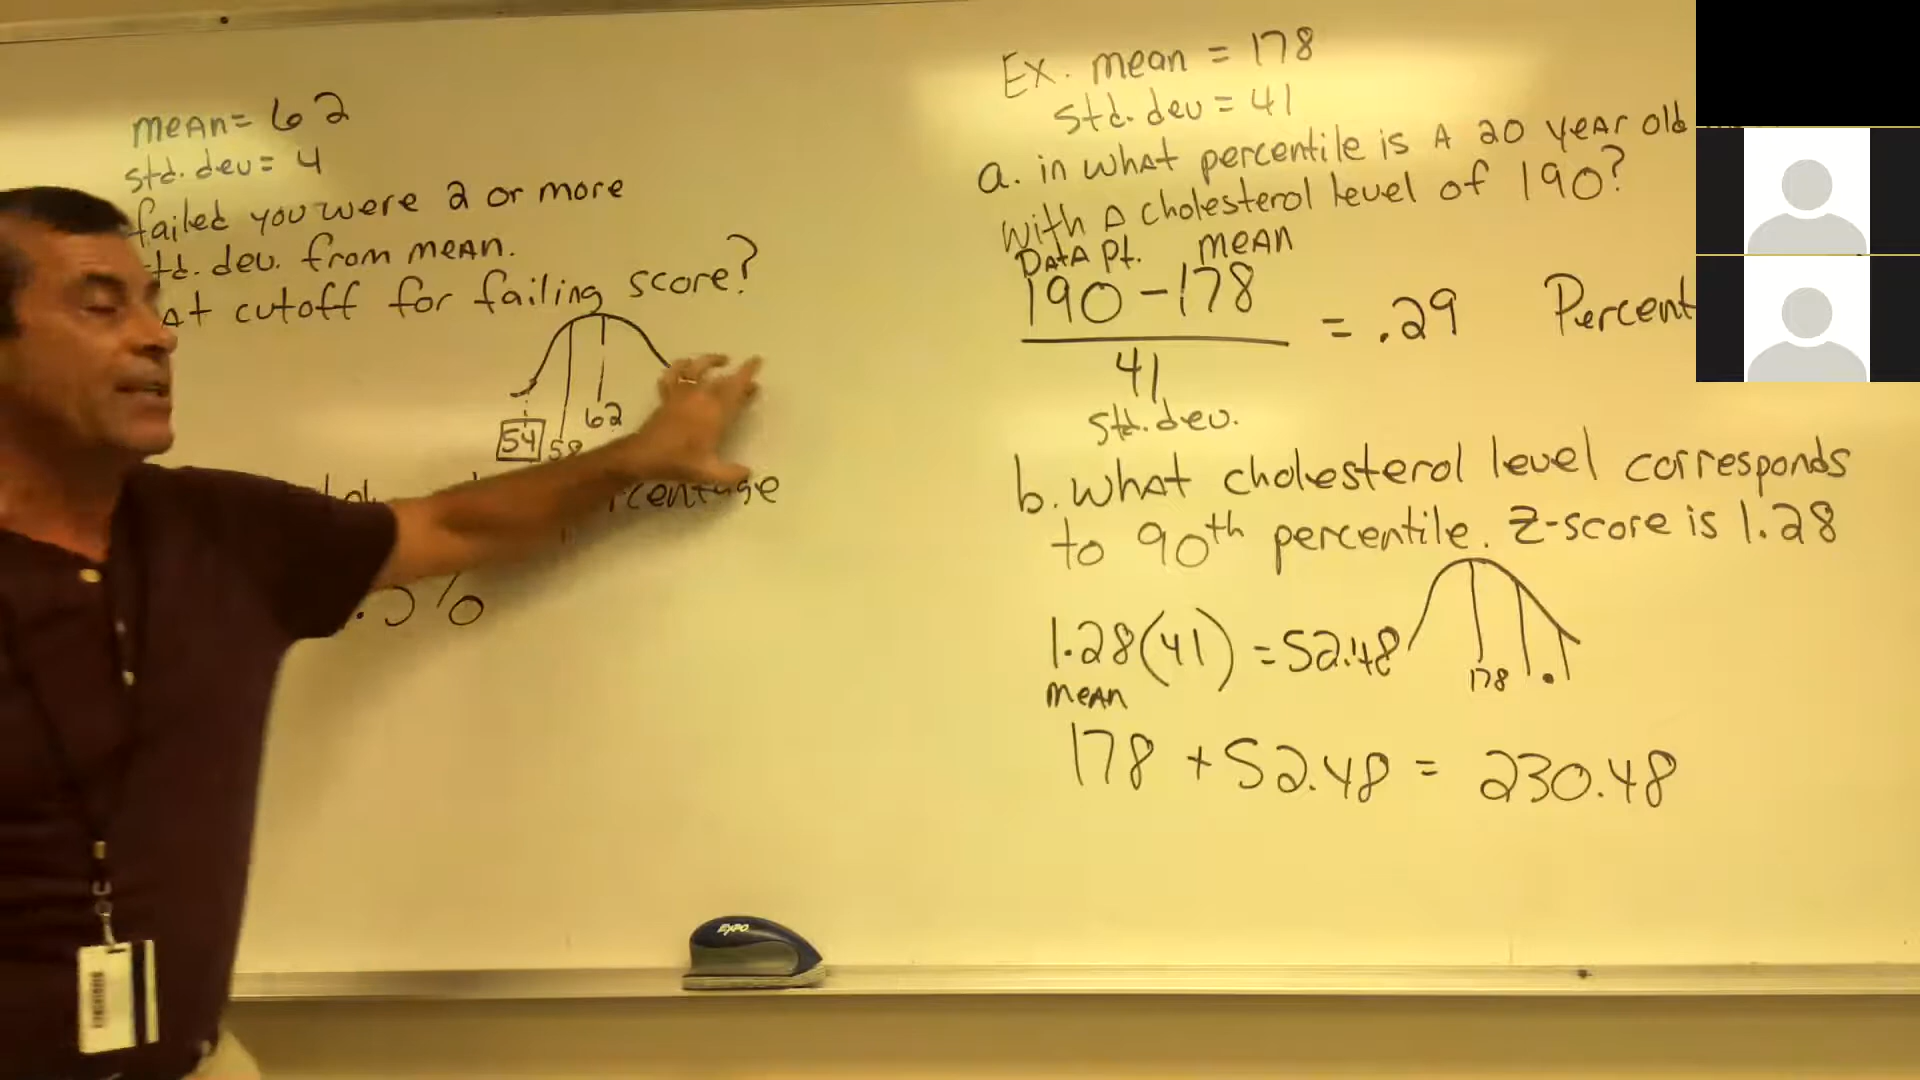 mean = 62
std. dev = 4
failed you were 2 or more
td. dev. from mean.
at cutoff for failing score?
62
54 58
centage
%
Ex. mean = 178
std. dev = 41
a. in what percentile is A 20 year old
with A cholesterol level of 190?
Data Pt. mean
190 - 178
= .29 Percent
41
std. dev.
b. what cholesterol level corresponds
to 90th percentile. Z-score is 1.28
1.28(41) = 52.48
178
mean
178 + 52.48 = 230.48
EXPO